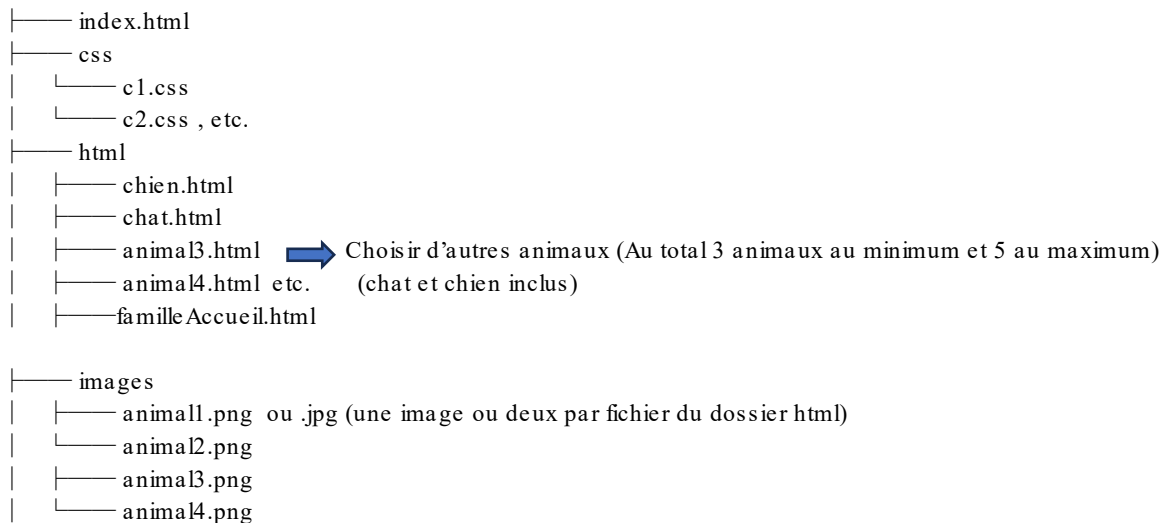 index.html
css
c1.css
c2.css , etc.
html
chien.html
chat.html
animal3.html Choisir d’autres animaux (Au total 3 animaux au minimum et 5 au maximum)
animal4.html etc. (chat et chien inclus)
familleAccueil.html
images
animal1.png ou .jpg (une image ou deux par fichier du dossier html)
animal2.png
animal3.png
animal4.png